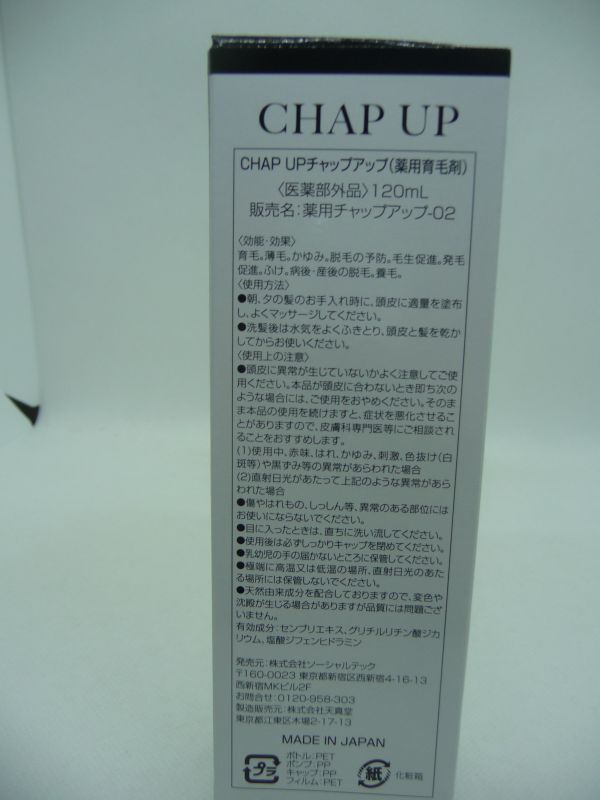 CHAP UP
CHAP UPチャップアップ(薬用育毛剤)
〈医薬部外品〉120mL
販売名:薬用チャップアップ-02
〈効能・効果〉
育毛。薄毛。かゆみ。脱毛の予防。毛生促進。発毛
促進。ふけ。病後・産後の脱毛。養毛。
〈使用方法〉
●朝、夕の髪のお手入れ時に、頭皮に適量を塗布
し、よくマッサージしてください。
●洗髪後は水気をよくふきとり、頭皮と髪を乾か
してからお使いください。
〈使用上の注意〉
●頭皮に異常が生じていないかよく注意してご使
用ください。本品が頭皮に合わないとき即ち次の
ような場合には、ご使用をおやめください。そのま
ま本品の使用を続けますと、症状を悪化させるこ
とがありますので、皮膚科専門医等にご相談され
ることをおすすめします。
(1)使用中、赤味、はれ、かゆみ、刺激、色抜け(白
斑等)や黒ずみ等の異常があらわれた場合
(2)直射日光があたって上記のような異常があら
われた場合
●傷やはれもの、しっしん等、異常のある部位には
お使いにならないでください。
●目に入ったときは、直ちに洗い流してください。
●使用後は必ずしっかりキャップを閉めてください。
●乳幼児の手の届かないところに保管してください。
●極端に高温又は低温の場所、直射日光のあた
る場所には保管しないでください。
●天然由来成分を配合しておりますので、変色や
沈殿が生じる場合がありますが品質には問題ござ
いません。
有効成分:センブリエキス、グリチルリチン酸ジカ
リウム、塩酸ジフェンヒドラミン
発売元:株式会社ソーシャルテック
〒160-0023 東京都新宿区西新宿4-16-13
西新宿MKビル2F
お問合せ:0120-958-303
製造販売元:株式会社天真堂
東京都江東区木場2-17-13
MADE IN JAPAN
プラ
ボトル:PET
ポンプ:PP
キャップ:PP
フィルム:PET
紙
化粧箱